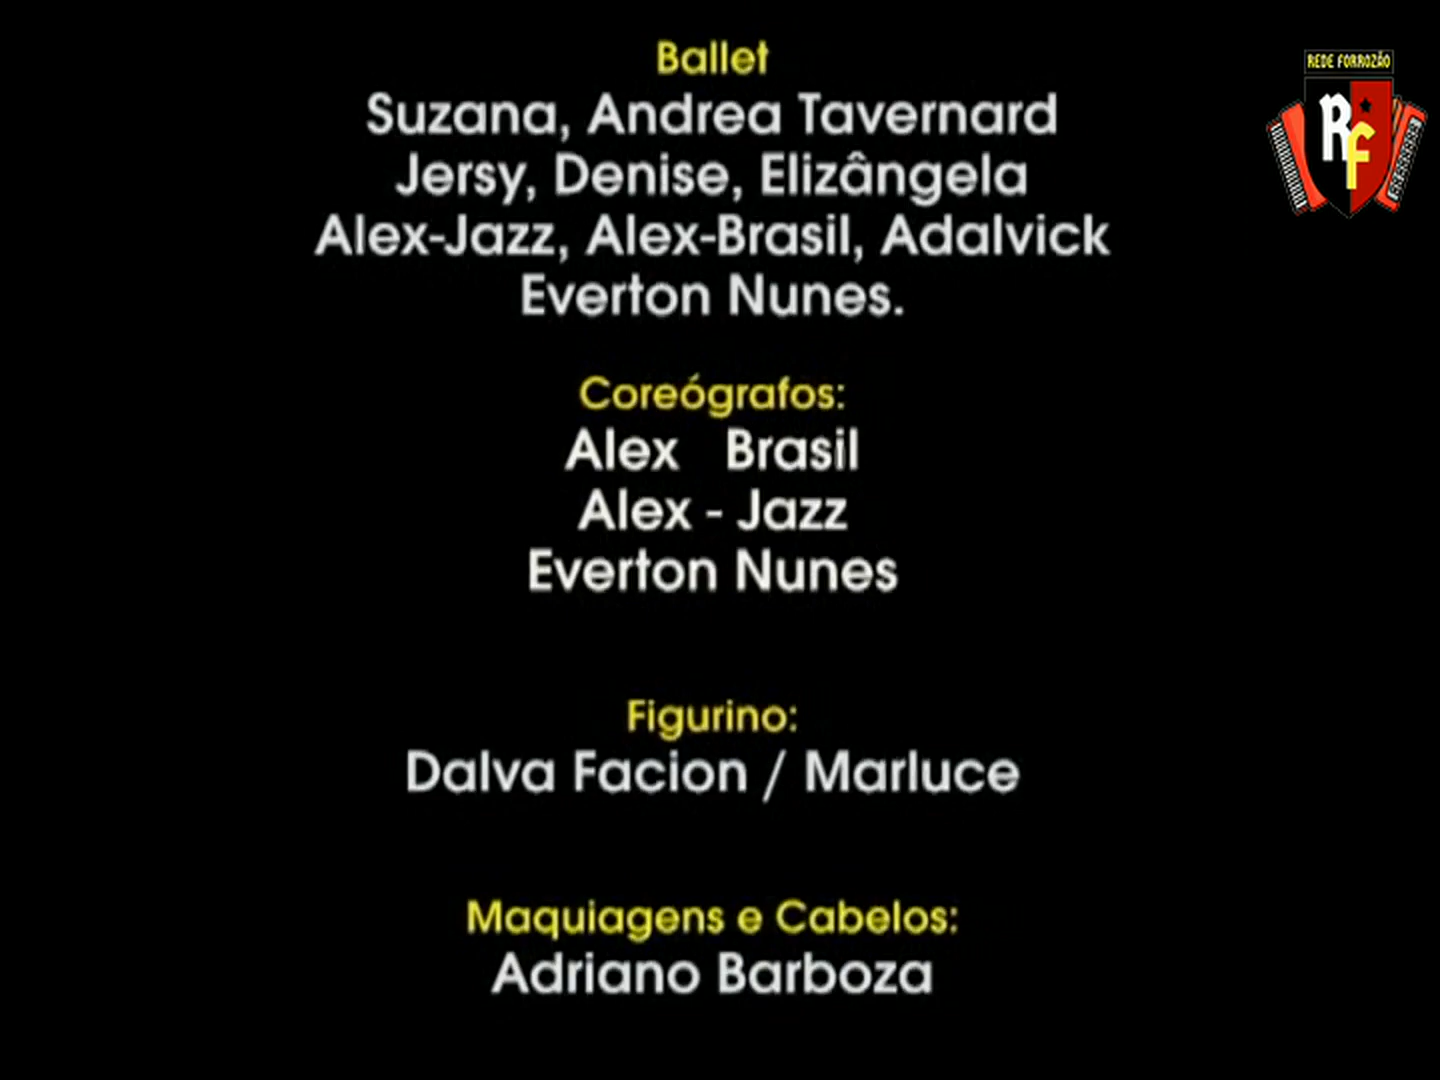 Ballet
REDE FORROZÃO
RF
Suzana, Andrea Tavernard
Jersy, Denise, Elizângela
Alex-Jazz, Alex-Brasil, Adalvick
Everton Nunes.
Coreógrafos:
Alex Brasil
Alex - Jazz
Everton Nunes
Figurino:
Dalva Facion / Marluce
Maquiagens e Cabelos:
Adriano Barboza